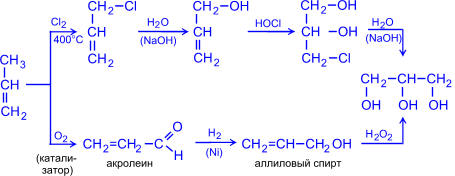 CH₂–Cl
CH₂–OH
CH₂–OH
Cl₂
400°C
CH
CH₂
H₂O
(NaOH)
CH
CH₂
HOCl
CH –OH
CH₂–Cl
H₂O
(NaOH)
CH₃
CH
CH₂
CH₂–CH–CH₂
OH OH OH
O₂
(катали-
затор)
CH₂=CH–C
O
H
акролеин
H₂
(Ni)
CH₂=CH–CH₂OH
аллиловый спирт
H₂O₂